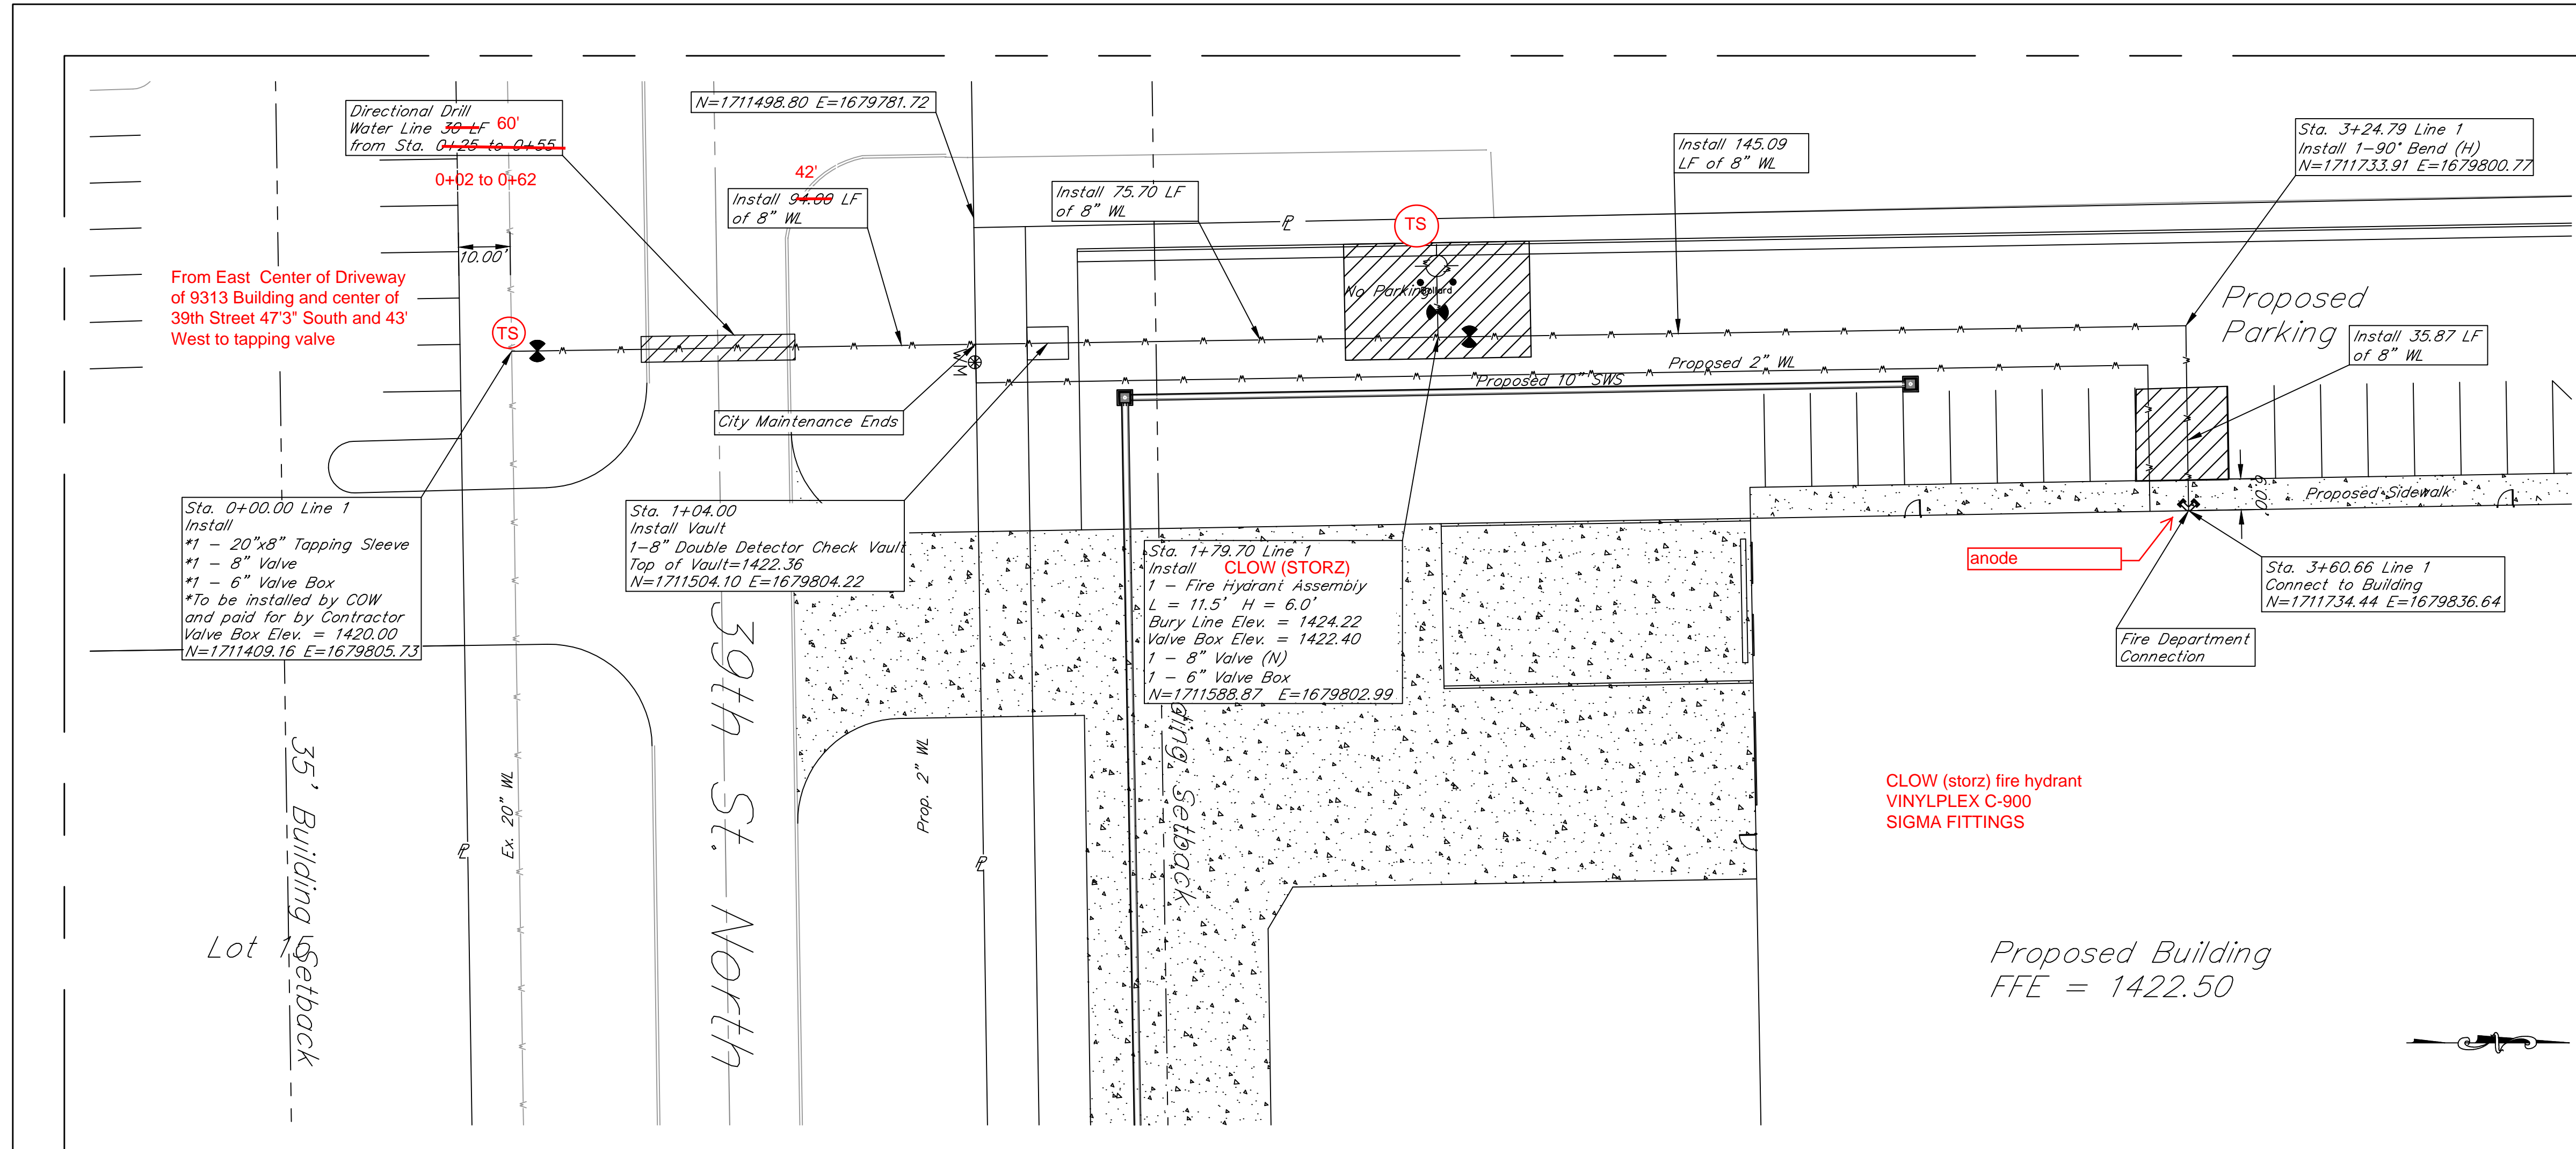 Directional Drill
Water Line 30 LF 60'
from Sta. 0+25 to 0+55
0+02 to 0+62
N=1711498.80 E=1679781.72
42'
Install 94.00 LF
of 8" WL
Install 75.70 LF
of 8" WL
TS
Install 145.09
LF of 8" WL
Sta. 3+24.79 Line 1
Install 1-90° Bend (H)
N=1711733.91 E=1679800.77
10.00'
From East Center of Driveway
of 9313 Building and center of
39th Street 47'3" South and 43'
West to tapping valve
TS
No Parking
Bollard
Proposed
Parking
Install 35.87 LF
of 8" WL
WM
Proposed 2" WL
Proposed 10" SWS
City Maintenance Ends
Sta. 0+00.00 Line 1
Install
*1 - 20"x8" Tapping Sleeve
*1 - 8" Valve
*1 - 6" Valve Box
*To be installed by COW
and paid for by Contractor
Valve Box Elev. = 1420.00
N=1711409.16 E=1679805.73
Sta. 1+04.00
Install Vault
1-8" Double Detector Check Vault
Top of Vault=1422.36
N=1711504.10 E=1679804.22
Sta. 1+79.70 Line 1
Install CLOW (STORZ)
1 - Fire Hydrant Assembly
L = 11.5' H = 6.0'
Bury Line Elev. = 1424.22
Valve Box Elev. = 1422.40
1 - 8" Valve (N)
1 - 6" Valve Box
N=1711588.87 E=1679802.99
6.00'
Proposed Sidewalk
anode
Sta. 3+60.66 Line 1
Connect to Building
N=1711734.44 E=1679836.64
Fire Department
Connection
35' Building Setback
Ex. 20" WL
39th St. North
Prop. 2" WL
ding Setback
PL
PL
PL
CLOW (storz) fire hydrant
VINYLPLEX C-900
SIGMA FITTINGS
Lot 15
Proposed Building
FFE = 1422.50